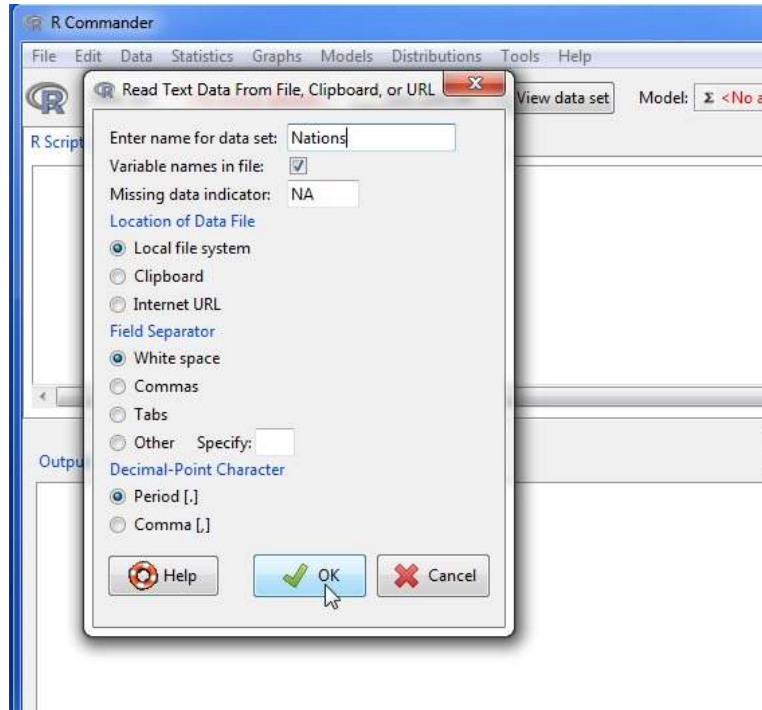 R Commander
File Edit Data Statistics Graphs Models Distributions Tools Help
R Read Text Data From File, Clipboard, or URL
View data set Model: Σ <No a
R Script
Enter name for data set: Nations
Variable names in file:
Missing data indicator: NA
Location of Data File
Local file system
Clipboard
Internet URL
Field Separator
White space
Commas
Tabs
Other Specify:
Outpu
Decimal-Point Character
Period [.]
Comma [,]
Help OK Cancel